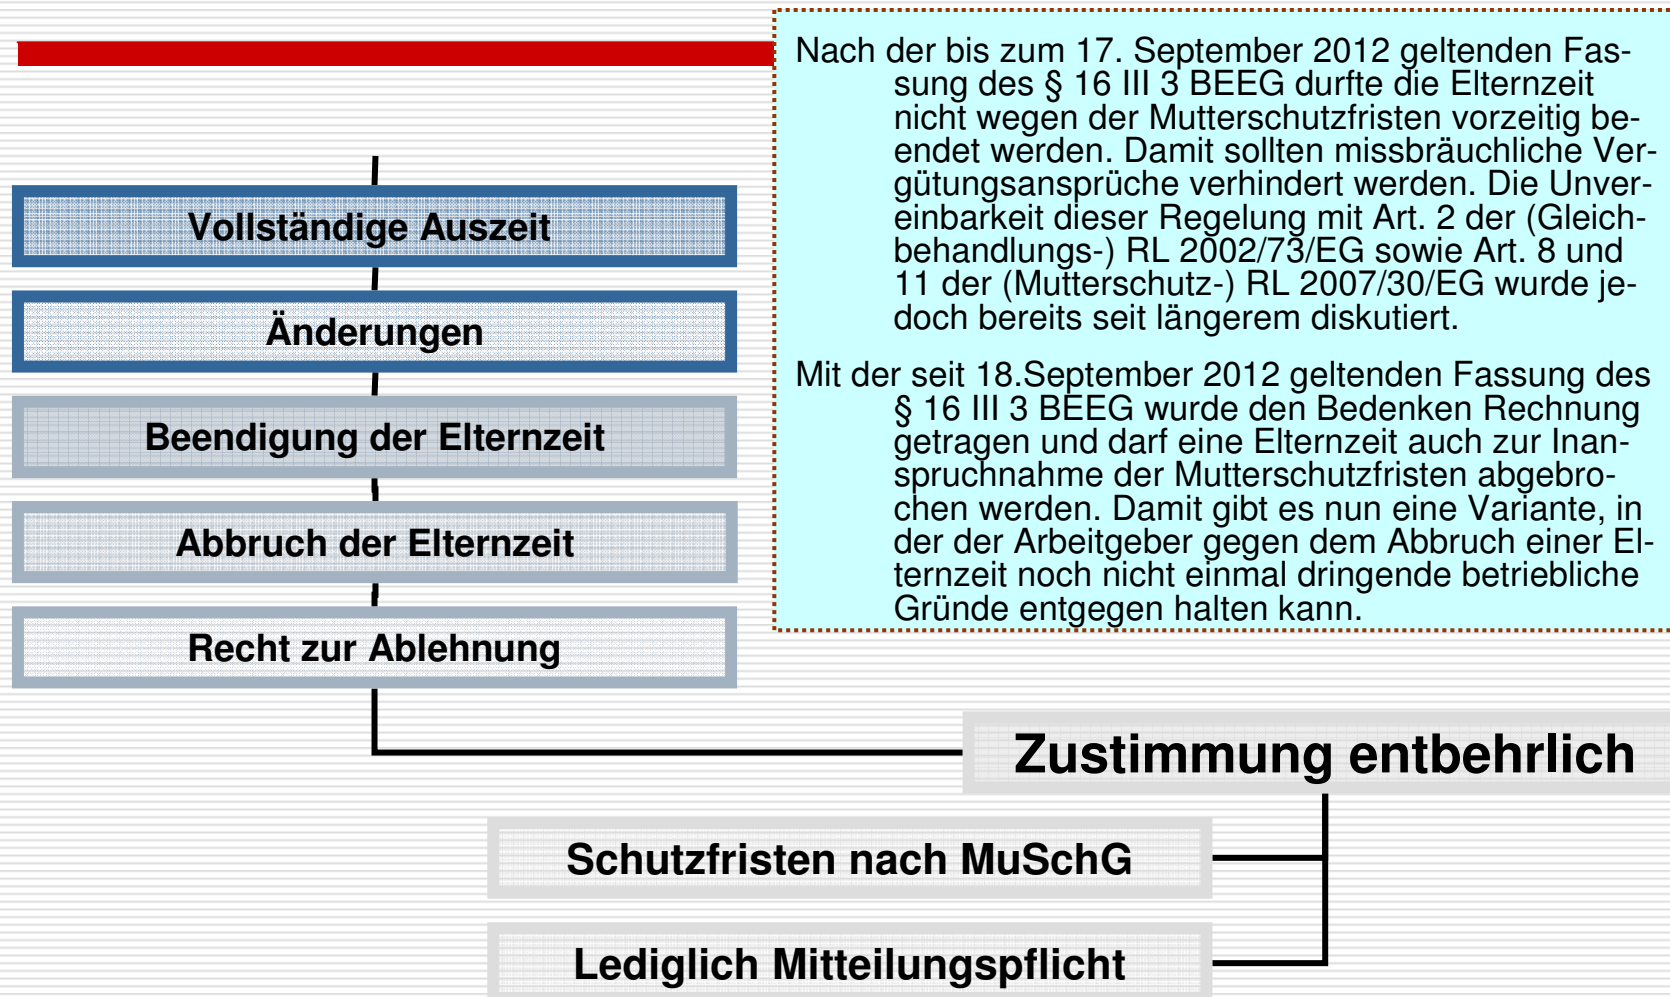 Nach der bis zum 17. September 2012 geltenden Fas-
sung des § 16 III 3 BEEG durfte die Elternzeit
nicht wegen der Mutterschutzfristen vorzeitig be-
endet werden. Damit sollten missbräuchliche Ver-
gütungsansprüche verhindert werden. Die Unver-
einbarkeit dieser Regelung mit Art. 2 der (Gleich-
behandlungs-) RL 2002/73/EG sowie Art. 8 und
11 der (Mutterschutz-) RL 2007/30/EG wurde je-
doch bereits seit längerem diskutiert.
Mit der seit 18.September 2012 geltenden Fassung des
§ 16 III 3 BEEG wurde den Bedenken Rechnung
getragen und darf eine Elternzeit auch zur Inan-
spruchnahme der Mutterschutzfristen abgebro-
chen werden. Damit gibt es nun eine Variante, in
der der Arbeitgeber gegen dem Abbruch einer El-
ternzeit noch nicht einmal dringende betriebliche
Gründe entgegen halten kann.
Vollständige Auszeit
Änderungen
Beendigung der Elternzeit
Abbruch der Elternzeit
Recht zur Ablehnung
Zustimmung entbehrlich
Schutzfristen nach MuSchG
Lediglich Mitteilungspflicht